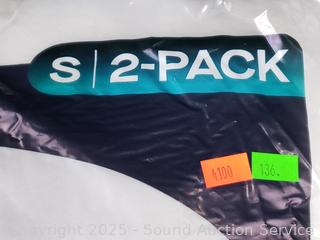 S | 2-PACK
4100
136.
Copyright 2025 - Sound Auction Service -